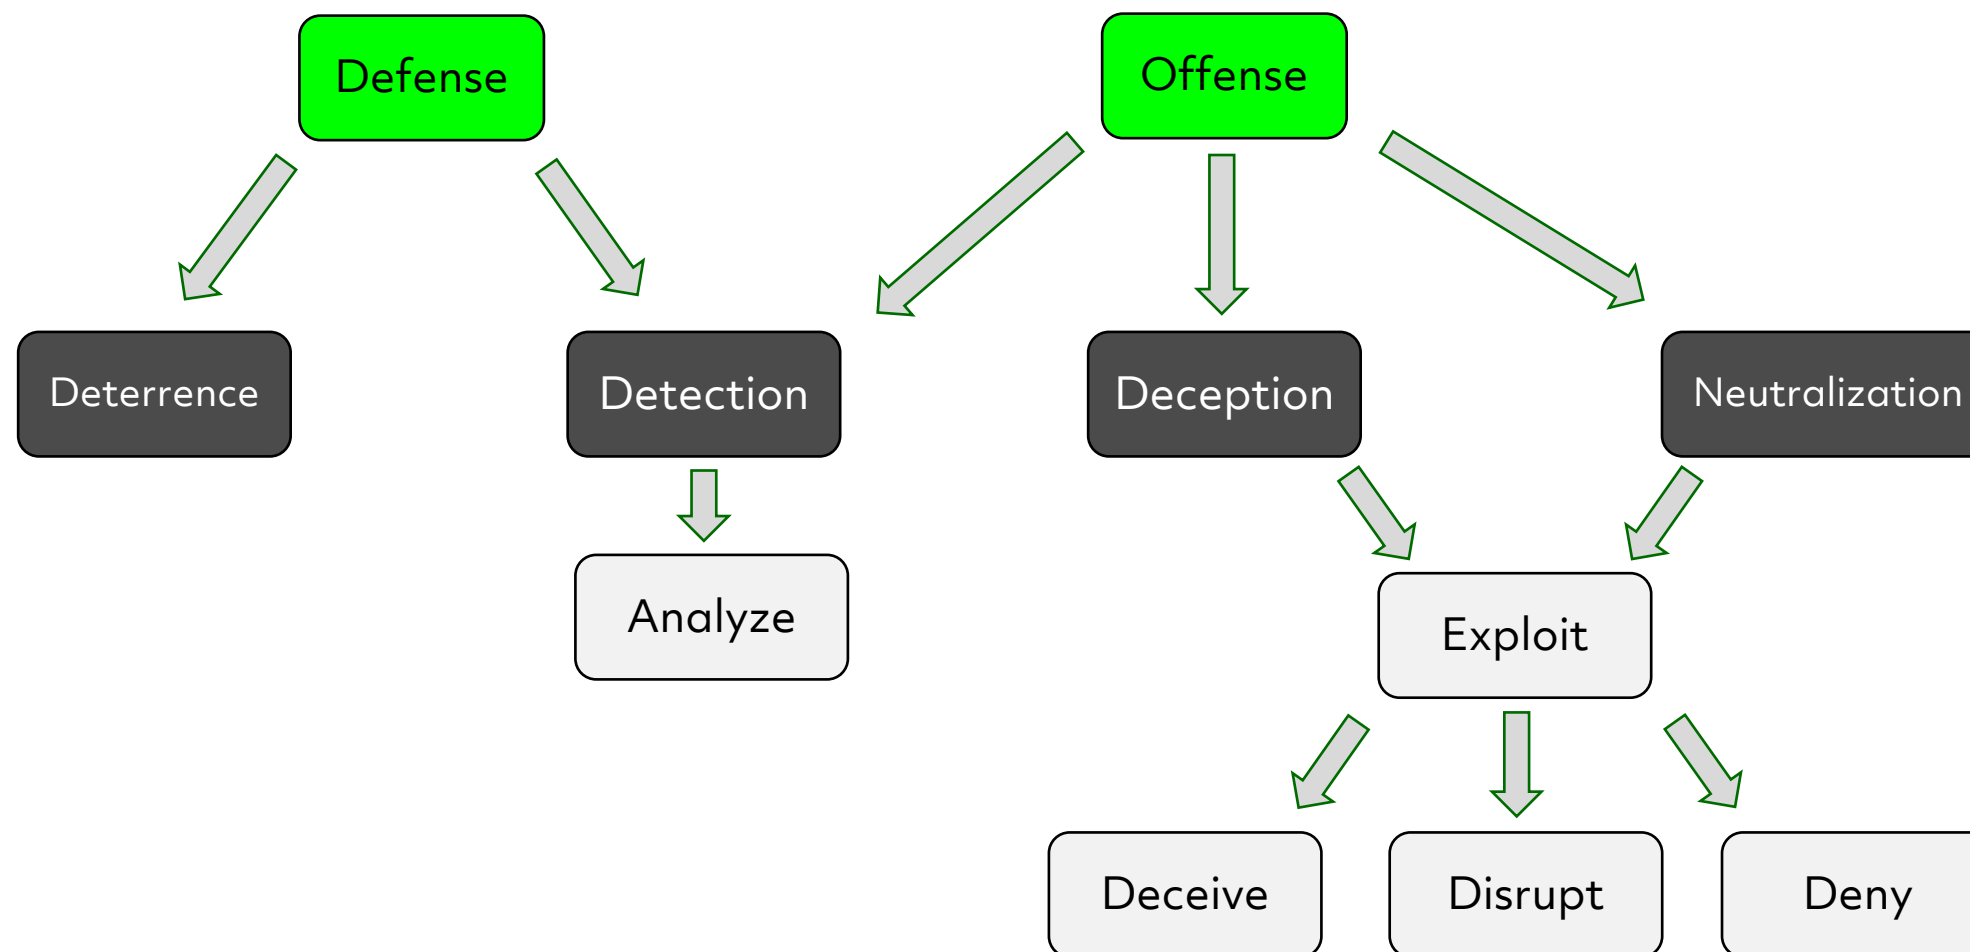 Defense
Offense
Deterrence
Detection
Deception
Neutralization
Analyze
Exploit
Deceive
Disrupt
Deny